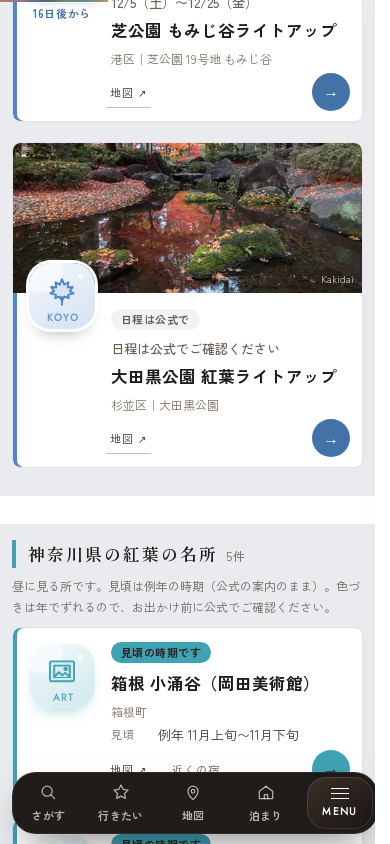 12/5（土）〜12/25（金）
16日後から
芝公園 もみじ谷ライトアップ
港区｜芝公園 19号地 もみじ谷
地図 ↗
→
Kakidai
KOYO
日程は公式で
日程は公式でご確認ください
大田黒公園 紅葉ライトアップ
杉並区｜大田黒公園
地図 ↗
→
神奈川県の紅葉の名所 5件
昼に見る所です。見頃は例年の時期（公式の案内のまま）。色づ
きは年でずれるので、お出かけ前に公式でご確認ください。
見頃の時期です
ART
箱根 小涌谷（岡田美術館）
箱根町
見頃 例年 11月上旬〜11月下旬
地図 ↗ 近くの宿
さがす 行きたい 地図 泊まり MENU
見頃の時期です